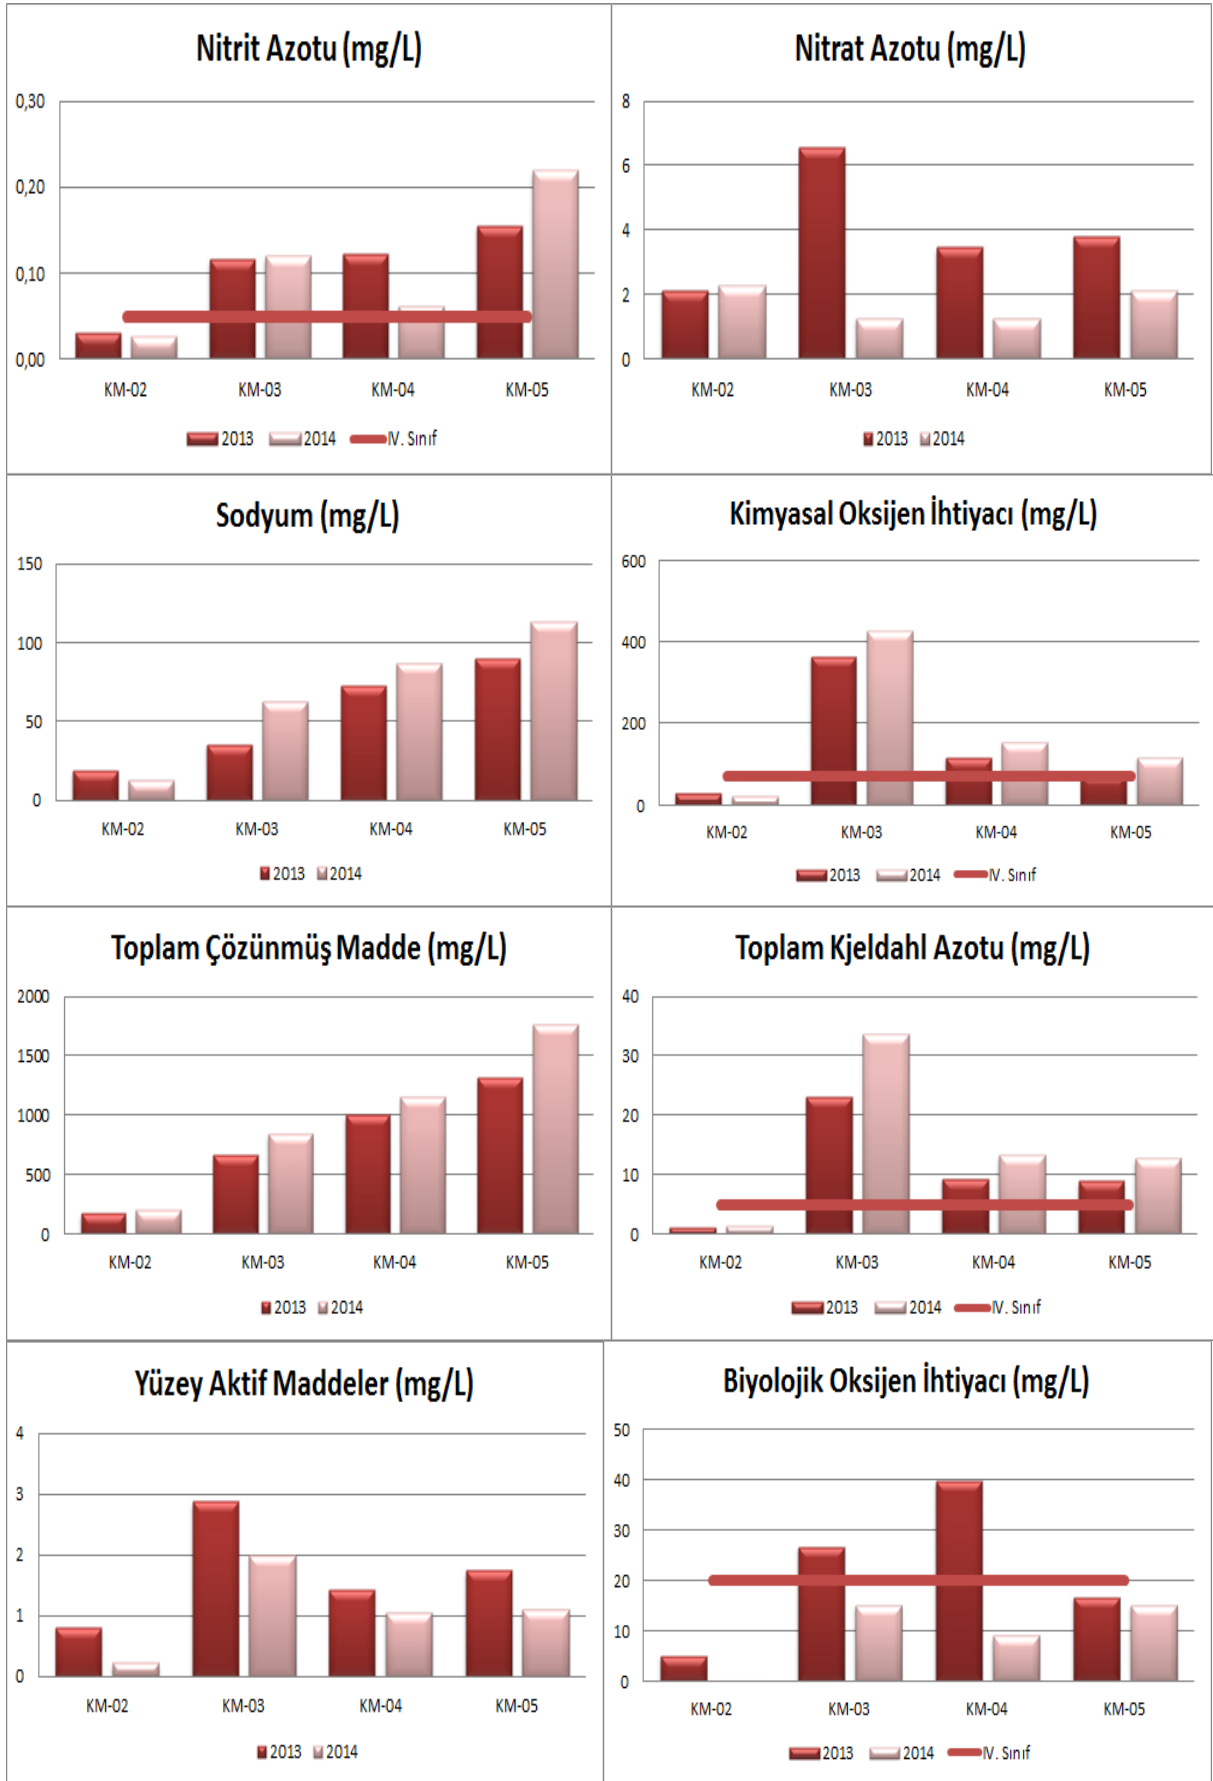 Nitrit Azotu (mg/L)
0,30
0,20
0,10
0,00
KM-02 KM-03 KM-04 KM-05
2013 2014 IV. Sınıf
Nitrat Azotu (mg/L)
8
6
4
2
0
KM-02 KM-03 KM-04 KM-05
2013 2014
Sodyum (mg/L)
150
100
50
0
KM-02 KM-03 KM-04 KM-05
2013 2014
Kimyasal Oksijen İhtiyacı (mg/L)
600
400
200
0
KM-02 KM-03 KM-04 KM-05
2013 2014 IV. Sınıf
Toplam Çözünmüş Madde (mg/L)
2000
1500
1000
500
0
KM-02 KM-03 KM-04 KM-05
2013 2014
Toplam Kjeldahl Azotu (mg/L)
40
30
20
10
0
KM-02 KM-03 KM-04 KM-05
2013 2014 IV. Sınıf
Yüzey Aktif Maddeler (mg/L)
4
3
2
1
0
KM-02 KM-03 KM-04 KM-05
2013 2014
Biyolojik Oksijen İhtiyacı (mg/L)
50
40
30
20
10
0
KM-02 KM-03 KM-04 KM-05
2013 2014 IV. Sınıf